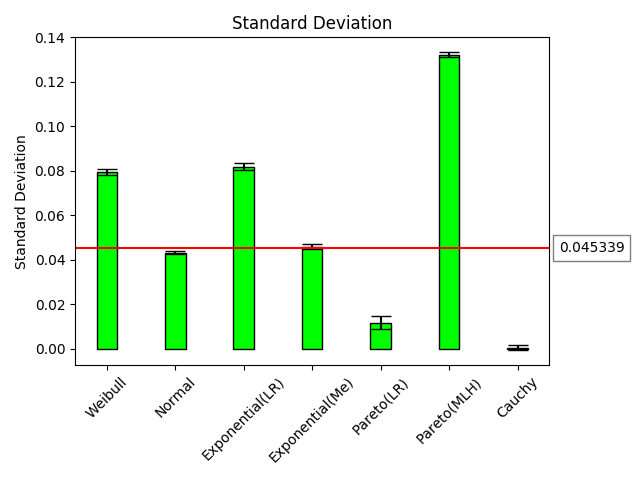 Standard Deviation
0.14
0.12
0.10
0.08
0.06
0.04
0.02
0.00
Standard Deviation
0.045339
Weibull
Normal
Exponential(LR)
Exponential(Me)
Pareto(LR)
Pareto(MLH)
Cauchy